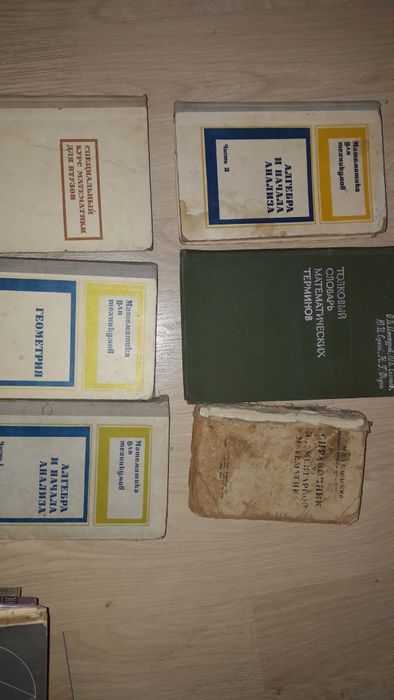 СПЕЦИАЛЬНЫЙ
КУРС МАТЕМАТИКИ
ДЛЯ ВТУЗОВ
Математика
для
техникумов
АЛГЕБРА
И НАЧАЛА
АНАЛИЗА
Часть 2
Математика
для
техникумов
ГЕОМЕТРИЯ
ТОЛКОВЫЙ
СЛОВАРЬ
МАТЕМАТИЧЕСКИХ
ТЕРМИНОВ
Математика
для
техникумов
АЛГЕБРА
И НАЧАЛА
АНАЛИЗА
Часть 1
СПРАВОЧНИК
МАТЕМАТИКЕ